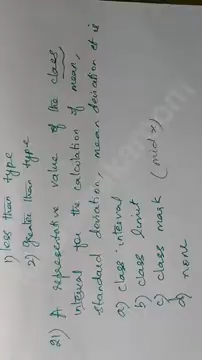 1) less than type
2) greater than type
21) A representative value of the class
interval for the calculation of mean,
standard deviation, mean deviation et is
a) class interval
b) class limit
c) class mark (mid x)
d) none